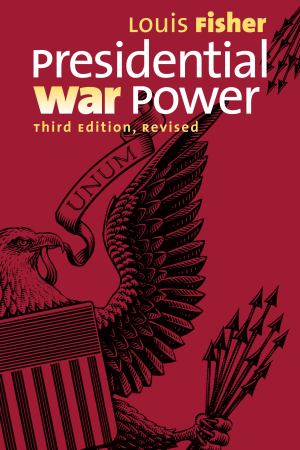 Louis Fisher
Presidential
War Power
Third Edition, Revised
UNUM